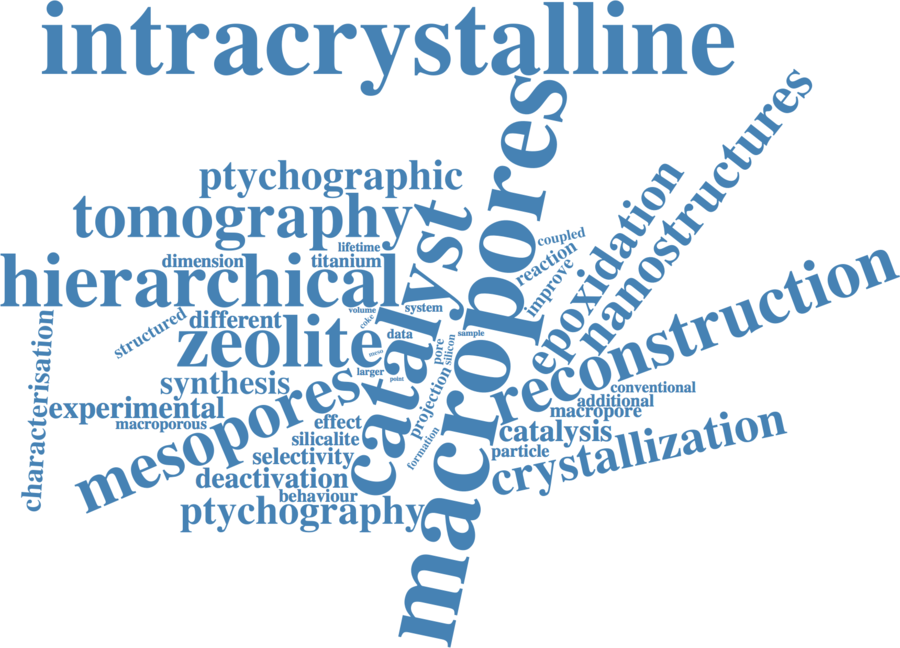 intracrystalline
macropores
nanostructures
ptychographic
tomography
catalyst
epoxidation
coupled
reaction
improve
lifetime
dimension
titanium
hierarchical
reconstruction
volume
system
structured
different
coke
data
sample
zeolite
meso
pore
silicon
larger
point
projection
characterisation
synthesis
mesopores
experimental
macroporous
conventional
additional
macropore
effect
silicalite
catalysis
crystallization
selectivity
particle
formation
deactivation
behaviour
ptychography